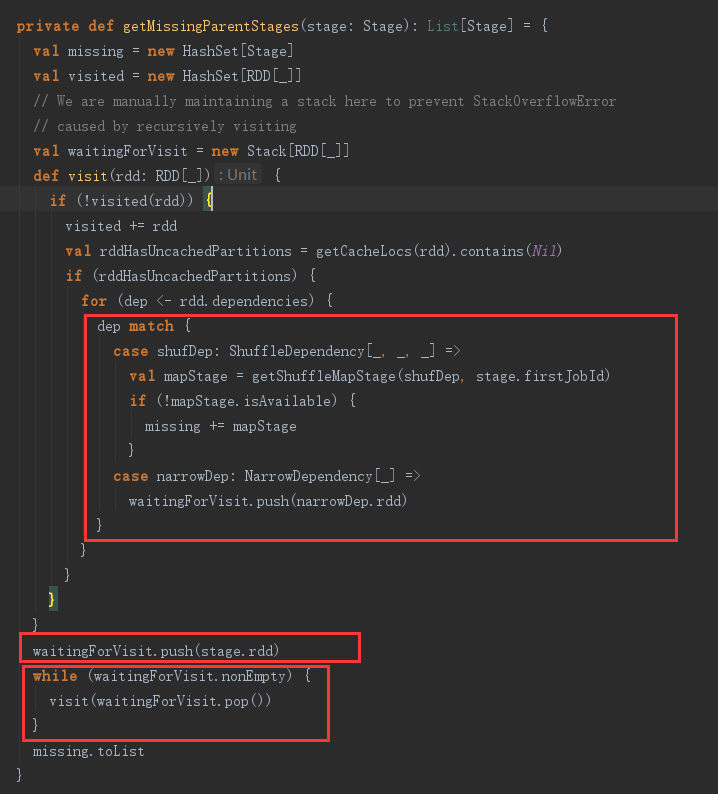 private def getMissingParentStages(stage: Stage): List[Stage] = {
  val missing = new HashSet[Stage]
  val visited = new HashSet[RDD[_]]
  // We are manually maintaining a stack here to prevent StackOverflowError
  // caused by recursively visiting
  val waitingForVisit = new Stack[RDD[_]]
  def visit(rdd: RDD[_]) : Unit {
    if (!visited(rdd)) {
      visited += rdd
      val rddHasUncachedPartitions = getCacheLocs(rdd).contains(Nil)
      if (rddHasUncachedPartitions) {
        for (dep <- rdd.dependencies) {
          dep match {
            case shufDep: ShuffleDependency[_, _, _] =>
              val mapStage = getShuffleMapStage(shufDep, stage.firstJobId)
              if (!mapStage.isAvailable) {
                missing += mapStage
              }
            case narrowDep: NarrowDependency[_] =>
              waitingForVisit.push(narrowDep.rdd)
          }
        }
      }
    }
  }
  waitingForVisit.push(stage.rdd)
  while (waitingForVisit.nonEmpty) {
    visit(waitingForVisit.pop())
  }
  missing.toList
}